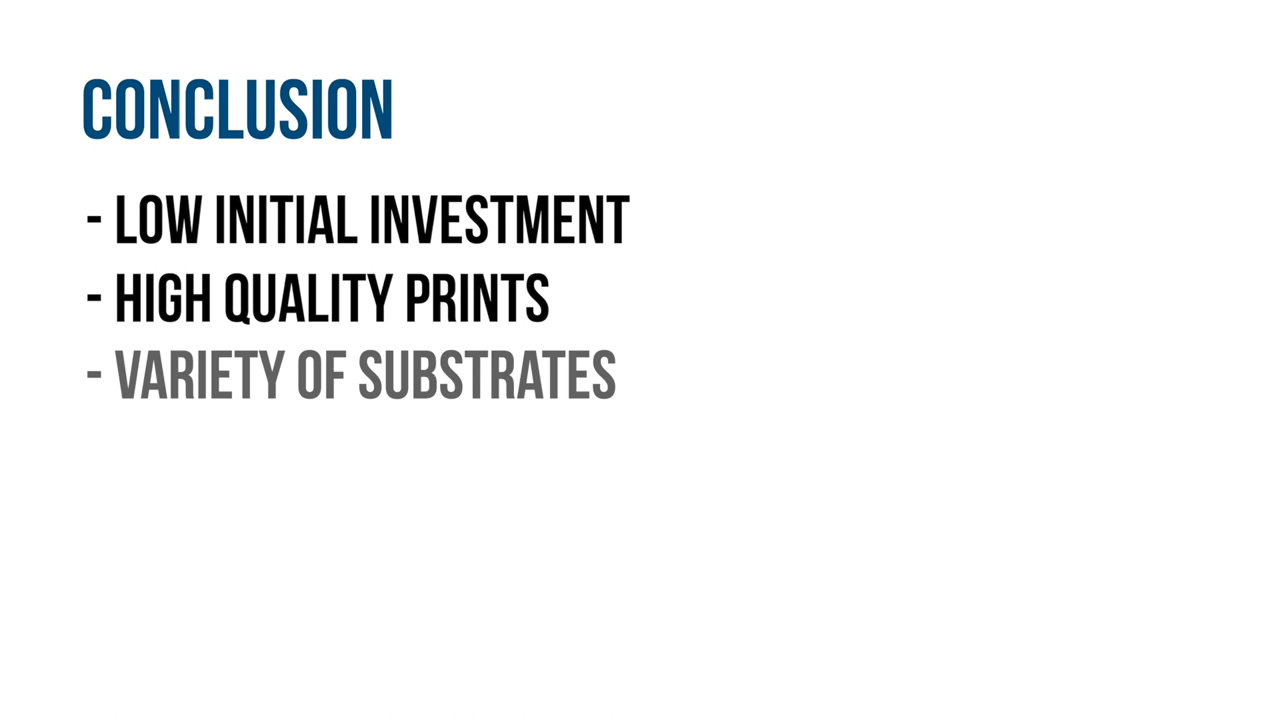 CONCLUSION
- LOW INITIAL INVESTMENT
- HIGH QUALITY PRINTS
- VARIETY OF SUBSTRATES